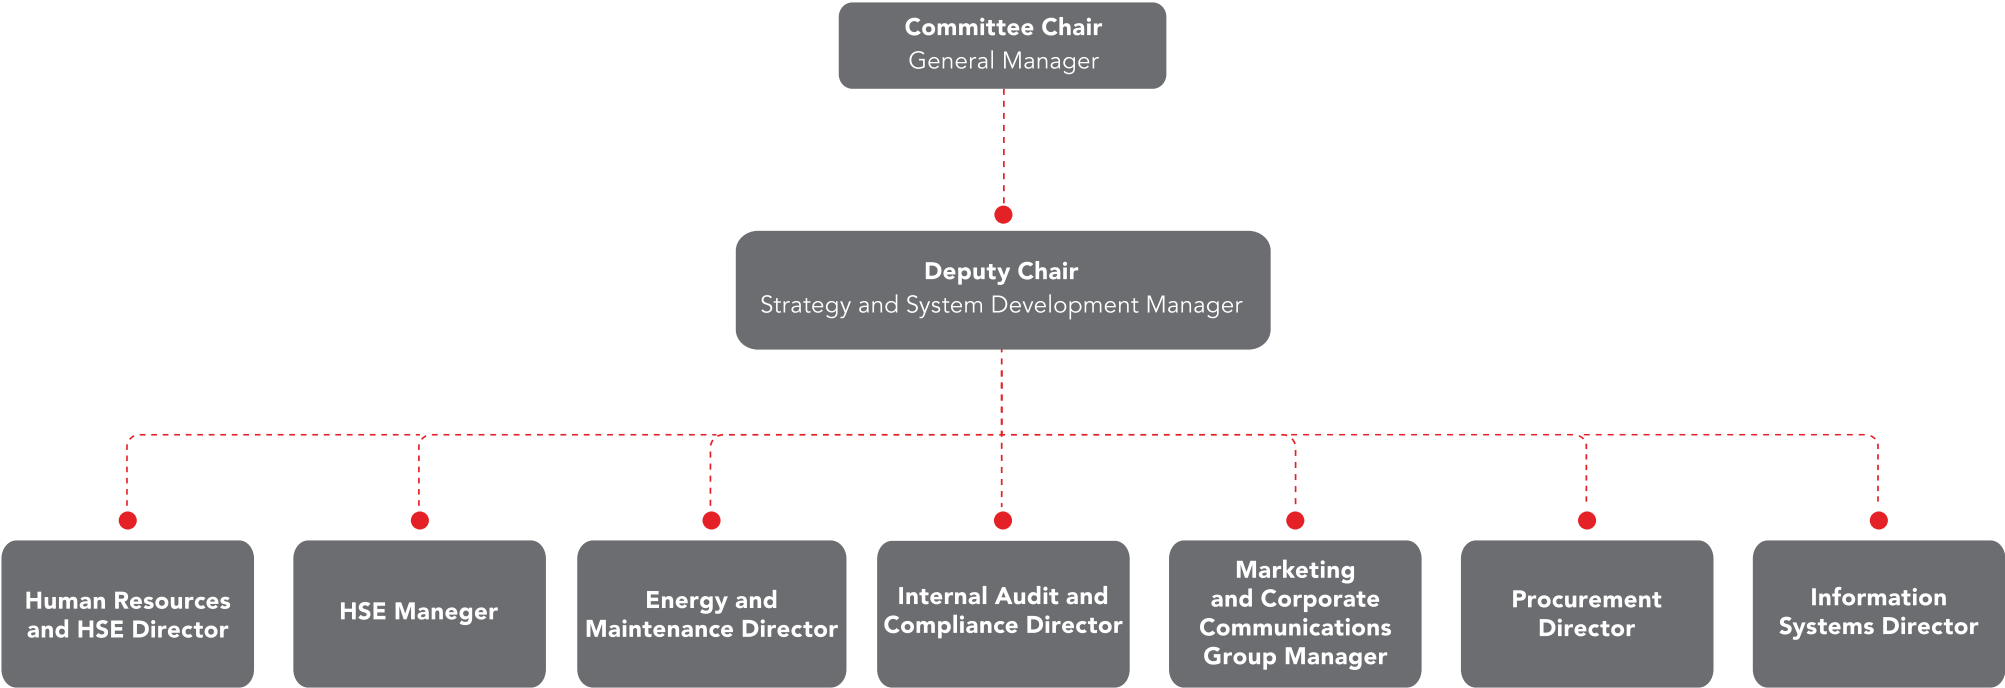 Committee Chair
General Manager
Deputy Chair
Strategy and System Development Manager
Human Resources
and HSE Director
HSE Maneger
Energy and
Maintenance Director
Internal Audit and
Compliance Director
Marketing
and Corporate
Communications
Group Manager
Procurement
Director
Information
Systems Director